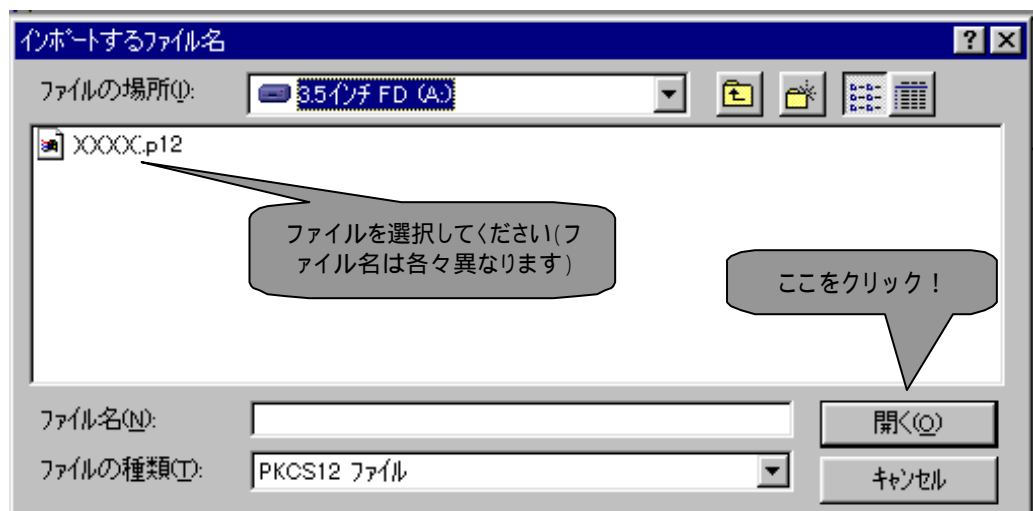 インポートするファイル名
ファイルの場所(I):
3.5インチ FD (A:)
XXXX.p12
ファイルを選択してください(フ
ァイル名は各々異なります)
ここをクリック！
ファイル名(N):
開く(O)
ファイルの種類(T):
PKCS12 ファイル
キャンセル